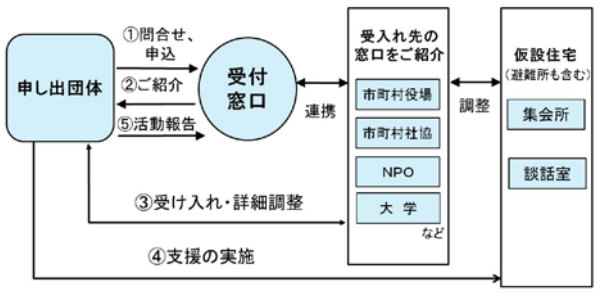 ①問合せ、
申込
申し出団体
②ご紹介
⑤活動報告
受付
窓口
連携
受入れ先の
窓口をご紹介
市町村役場
市町村社協
NPO
大 学
など
調整
仮設住宅
(避難所も含む)
集会所
談話室
③受け入れ・詳細調整
④支援の実施